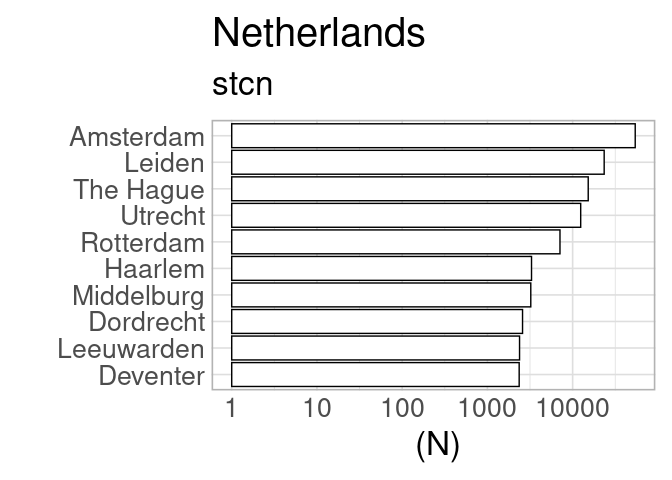 Netherlands
stcn
Amsterdam
Leiden
The Hague
Utrecht
Rotterdam
Haarlem
Middelburg
Dordrecht
Leeuwarden
Deventer
1 10 100 1000 10000
(N)